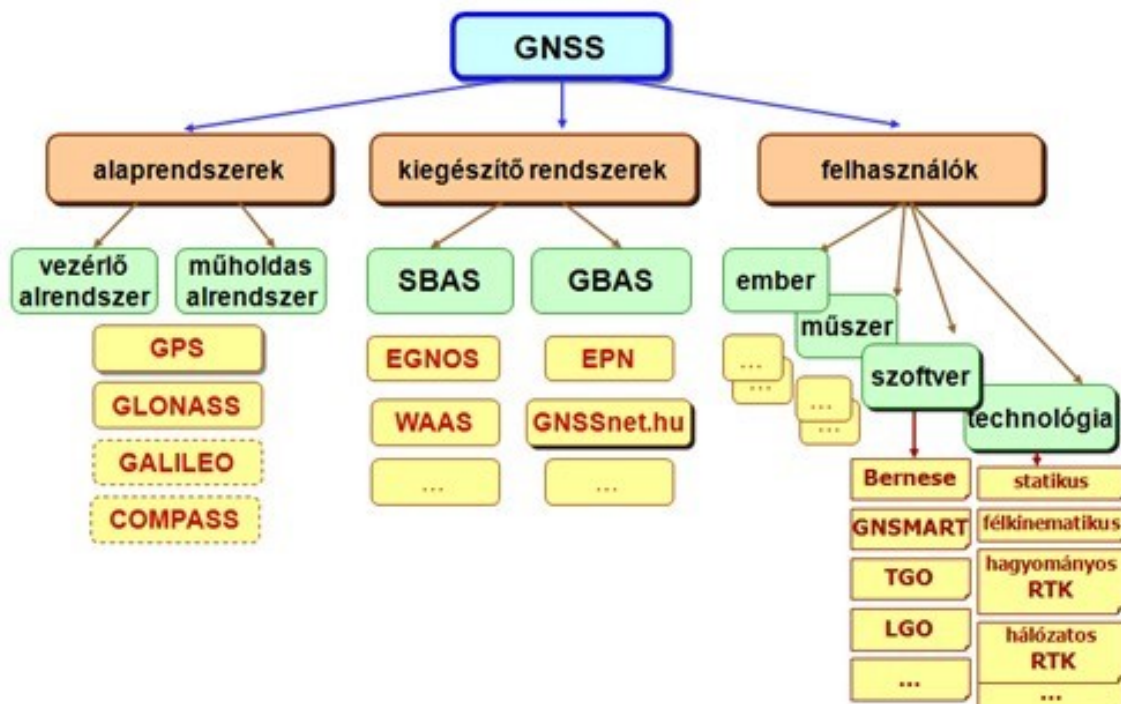 GNSS
alaprendszerek
kiegészítő rendszerek
felhasználók
vezérlő
alrendszer
műholdas
alrendszer
SBAS
GBAS
ember
műszer
szoftver
technológia
GPS
GLONASS
GALILEO
COMPASS
EGNOS
WAAS
...
EPN
GNSSnet.hu
...
...
...
...
...
Bernese
GNSMART
TGO
LGO
...
statikus
félkinematikus
hagyományos
RTK
hálózatos
RTK
...